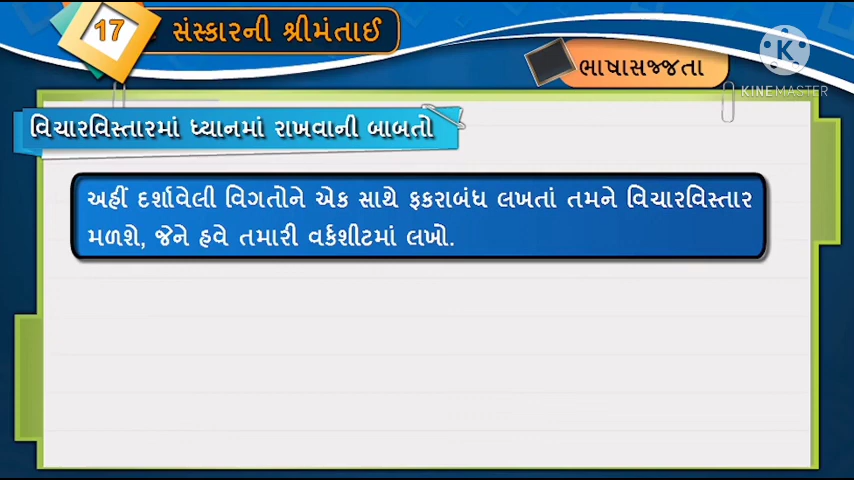 17 સંસ્કારની શ્રીમંતાઈ
ભાષાસજ્જતા
KINEMASTER
વિચારવિસ્તારમાં ધ્યાનમાં રાખવાની બાબતો
અહીં દર્શાવેલી વિગતોને એક સાથે ફકરાબંધ લખતાં તમને વિચારવિસ્તાર
મળશે, જેને હવે તમારી વર્કશીટમાં લખો.